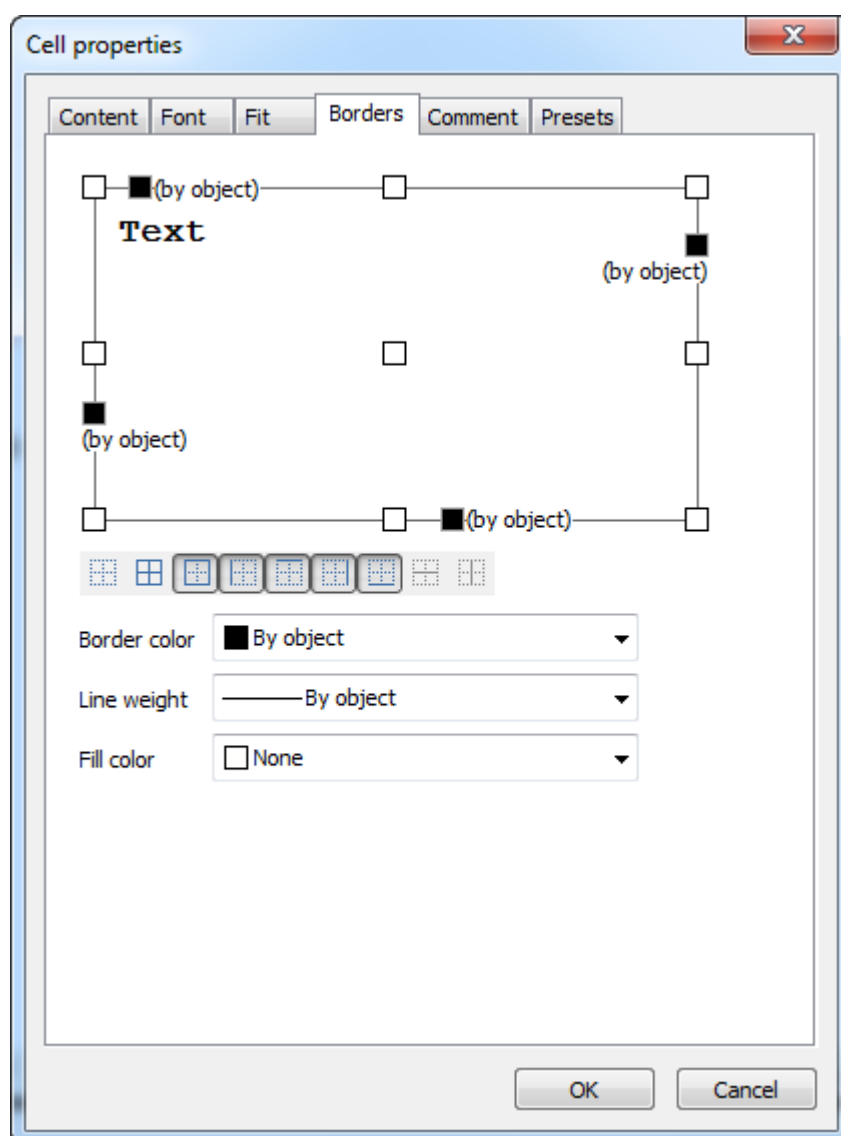 Cell properties
Content Font Fit Borders Comment Presets
(by object)
Text
(by object)
(by object)
(by object)
Border color By object
Line weight By object
Fill color None
OK Cancel